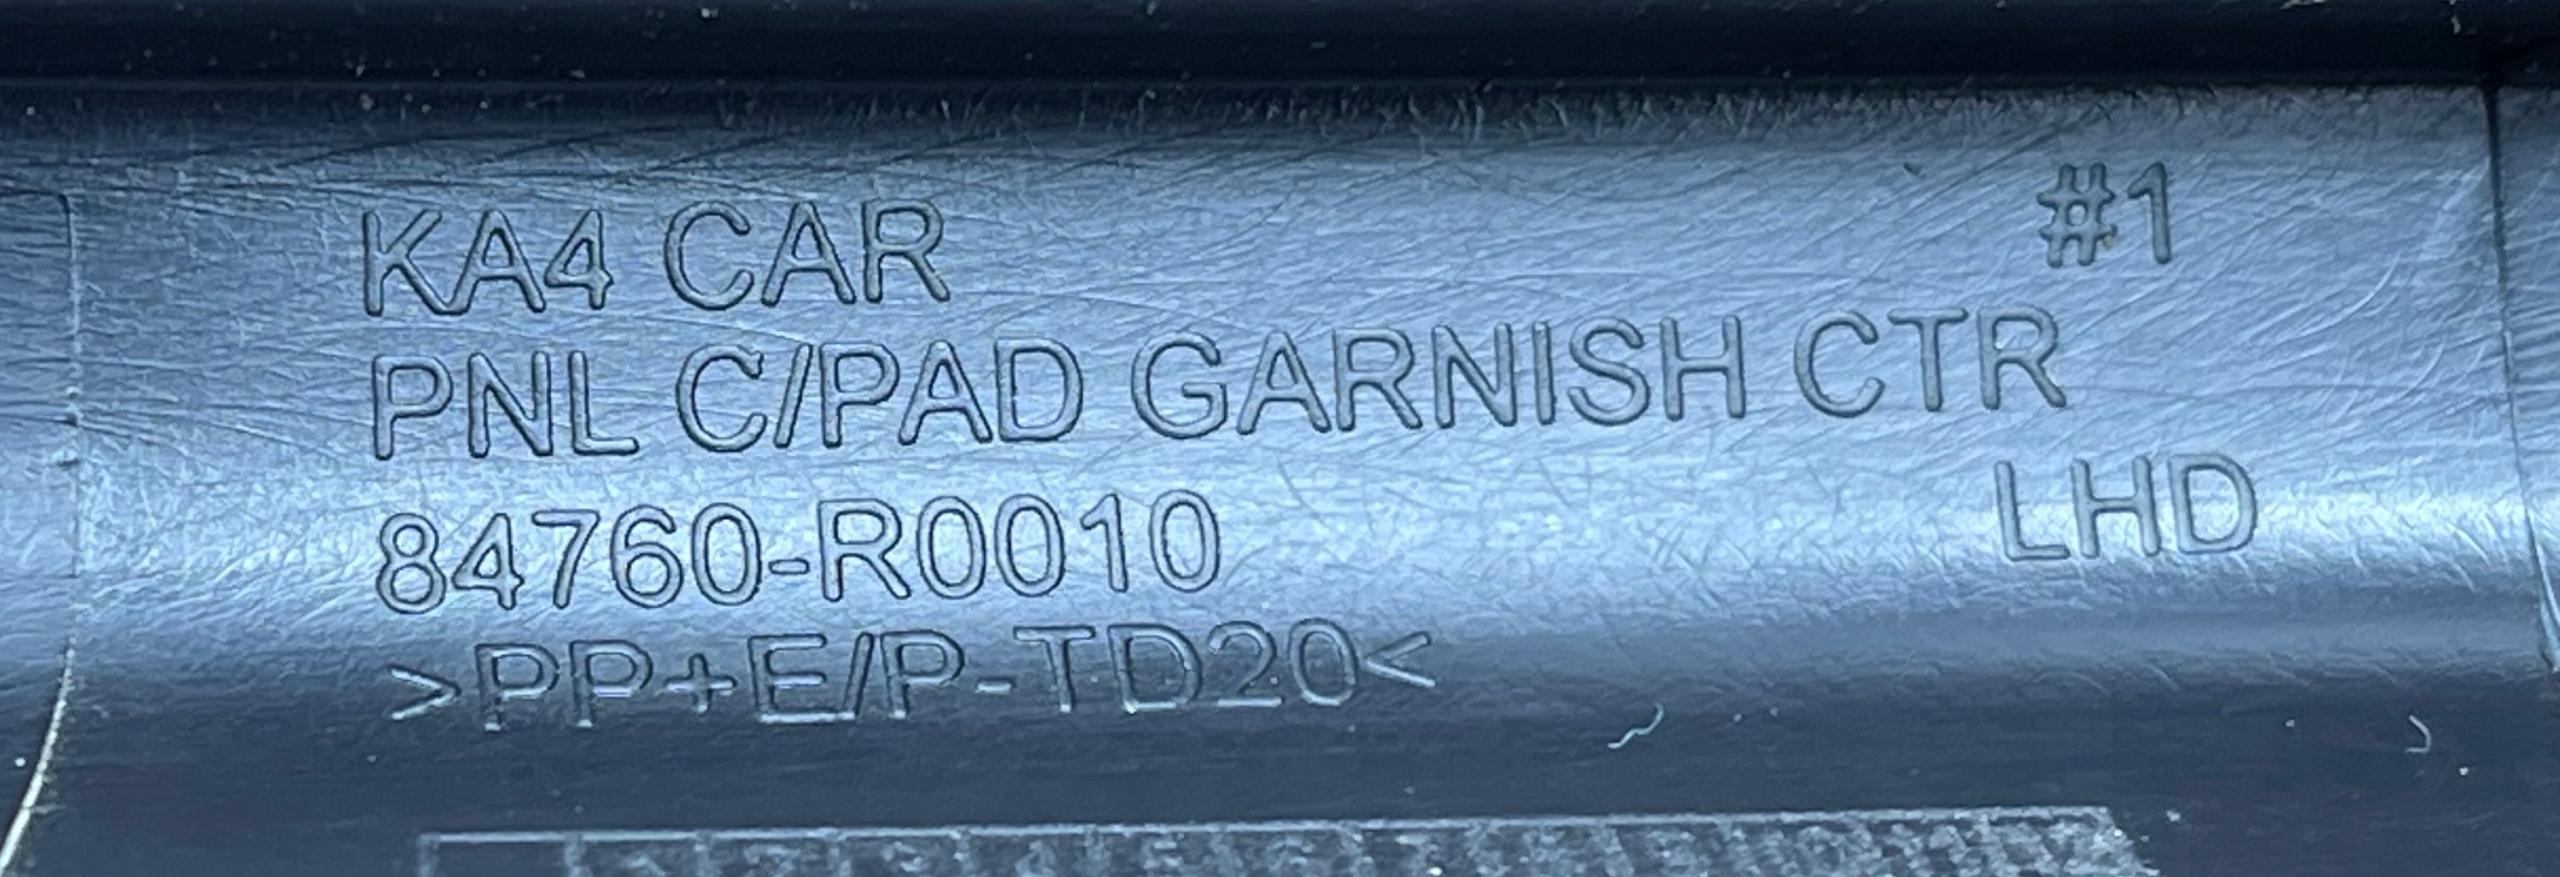 KA4 CAR #1
PNL C/PAD GARNISH CTR
84760-R0010 LHD
>PP+E/P-TD20<